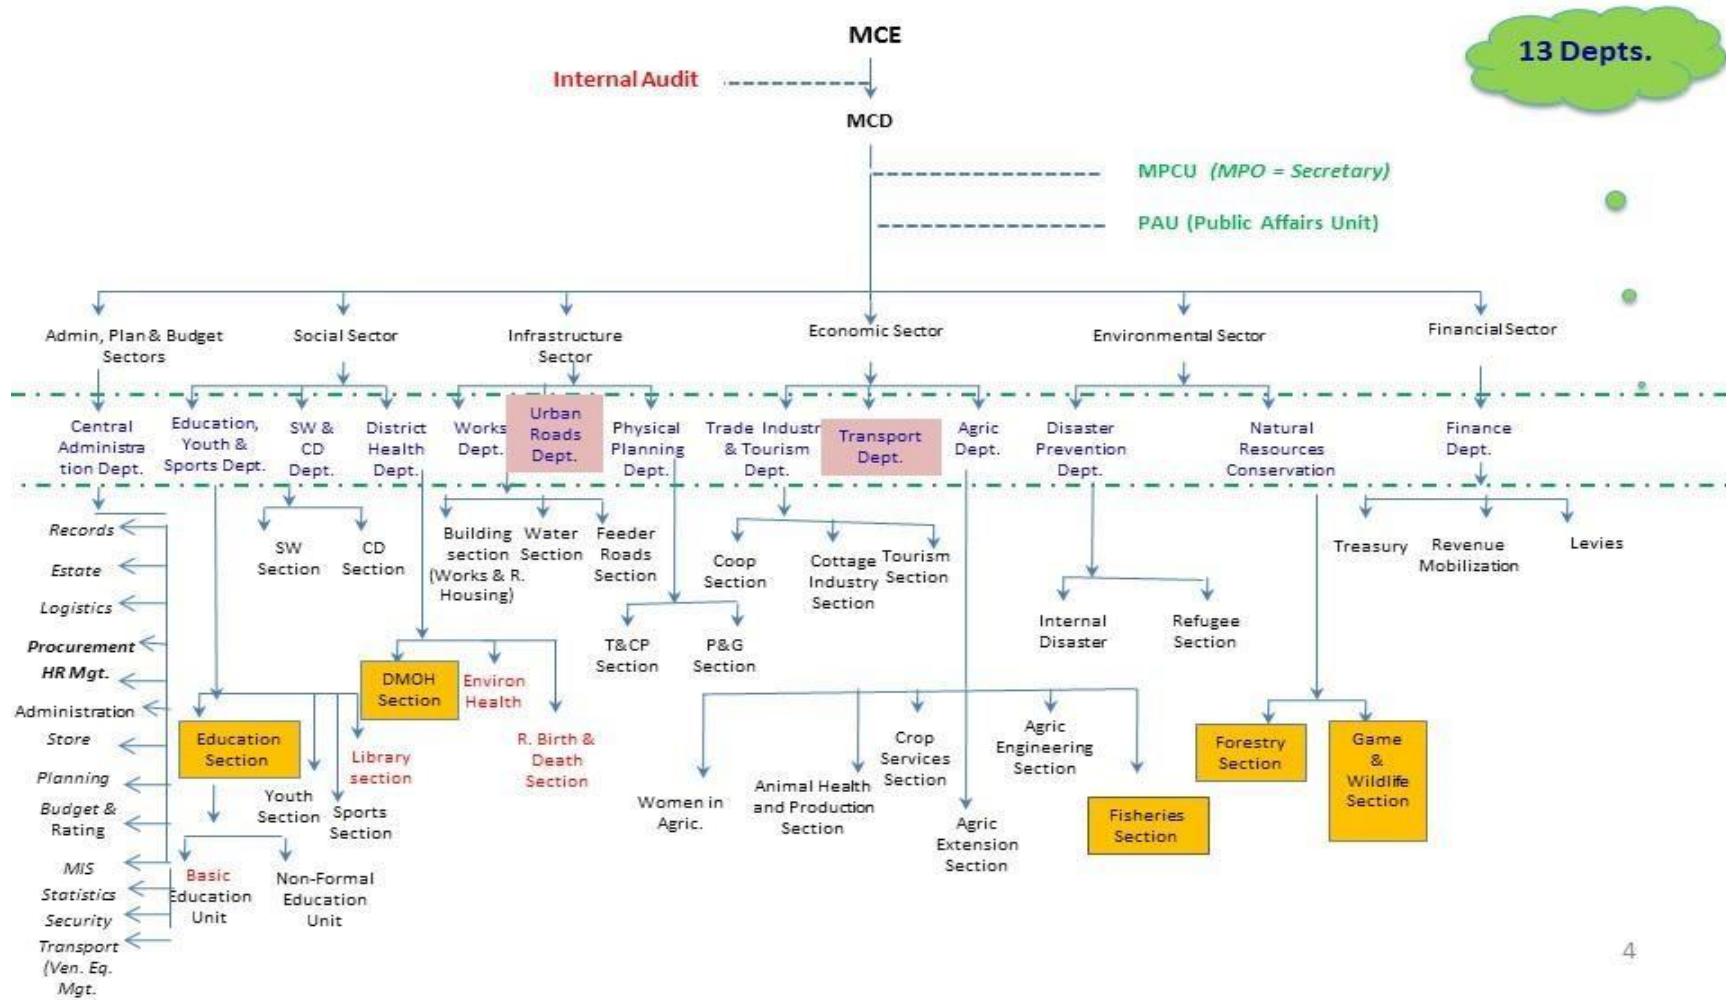 MCE
13 Depts.
Internal Audit
MCD
MPCU (MPO = Secretary)
PAU (Public Affairs Unit)
Admin, Plan & Budget
Sectors
Social Sector
Infrastructure
Sector
Economic Sector
Environmental Sector
Financial Sector
Central
Administra
tion Dept.
Education,
Youth &
Sports Dept.
SW &
CD
Dept.
District
Health
Dept.
Works
Dept.
Urban
Roads
Dept.
Physical
Planning
Dept.
Trade Industr
& Tourism
Dept.
Transport
Dept.
Agric
Dept.
Disaster
Prevention
Dept.
Natural
Resources
Conservation
Finance
Dept.
Records
Estate
Logistics
Procurement
HR Mgt.
Administration
Store
Planning
Budget &
Rating
MIS
Statistics
Security
Transport
(Ven. Eq.
Mgt.
SW
Section
CD
Section
Building
section
(Works & R.
Housing)
Water
Section
Feeder
Roads
Section
Coop
Section
Cottage
Industry
Section
Tourism
Section
Treasury
Revenue
Mobilization
Levies
Internal
Disaster
Refugee
Section
T&CP
Section
P&G
Section
DMOH
Section
Environ
Health
R. Birth &
Death
Section
Education
Section
Youth
Section
Sports
Section
Library
section
Basic
Education
Unit
Non-Formal
Education
Unit
Women in
Agric.
Animal Health
and Production
Section
Crop
Services
Section
Agric
Extension
Section
Agric
Engineering
Section
Fisheries
Section
Forestry
Section
Game
&
Wildlife
Section
4